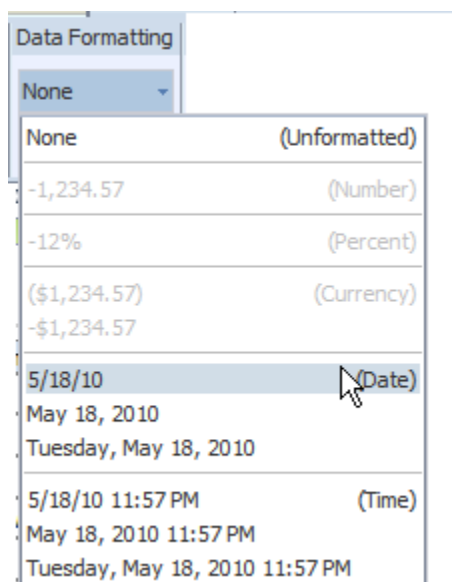 Data Formatting
None
None (Unformatted)
-1,234.57 (Number)
-12% (Percent)
($1,234.57) (Currency)
-$1,234.57
5/18/10 (Date)
May 18, 2010
Tuesday, May 18, 2010
5/18/10 11:57 PM (Time)
May 18, 2010 11:57 PM
Tuesday, May 18, 2010 11:57 PM